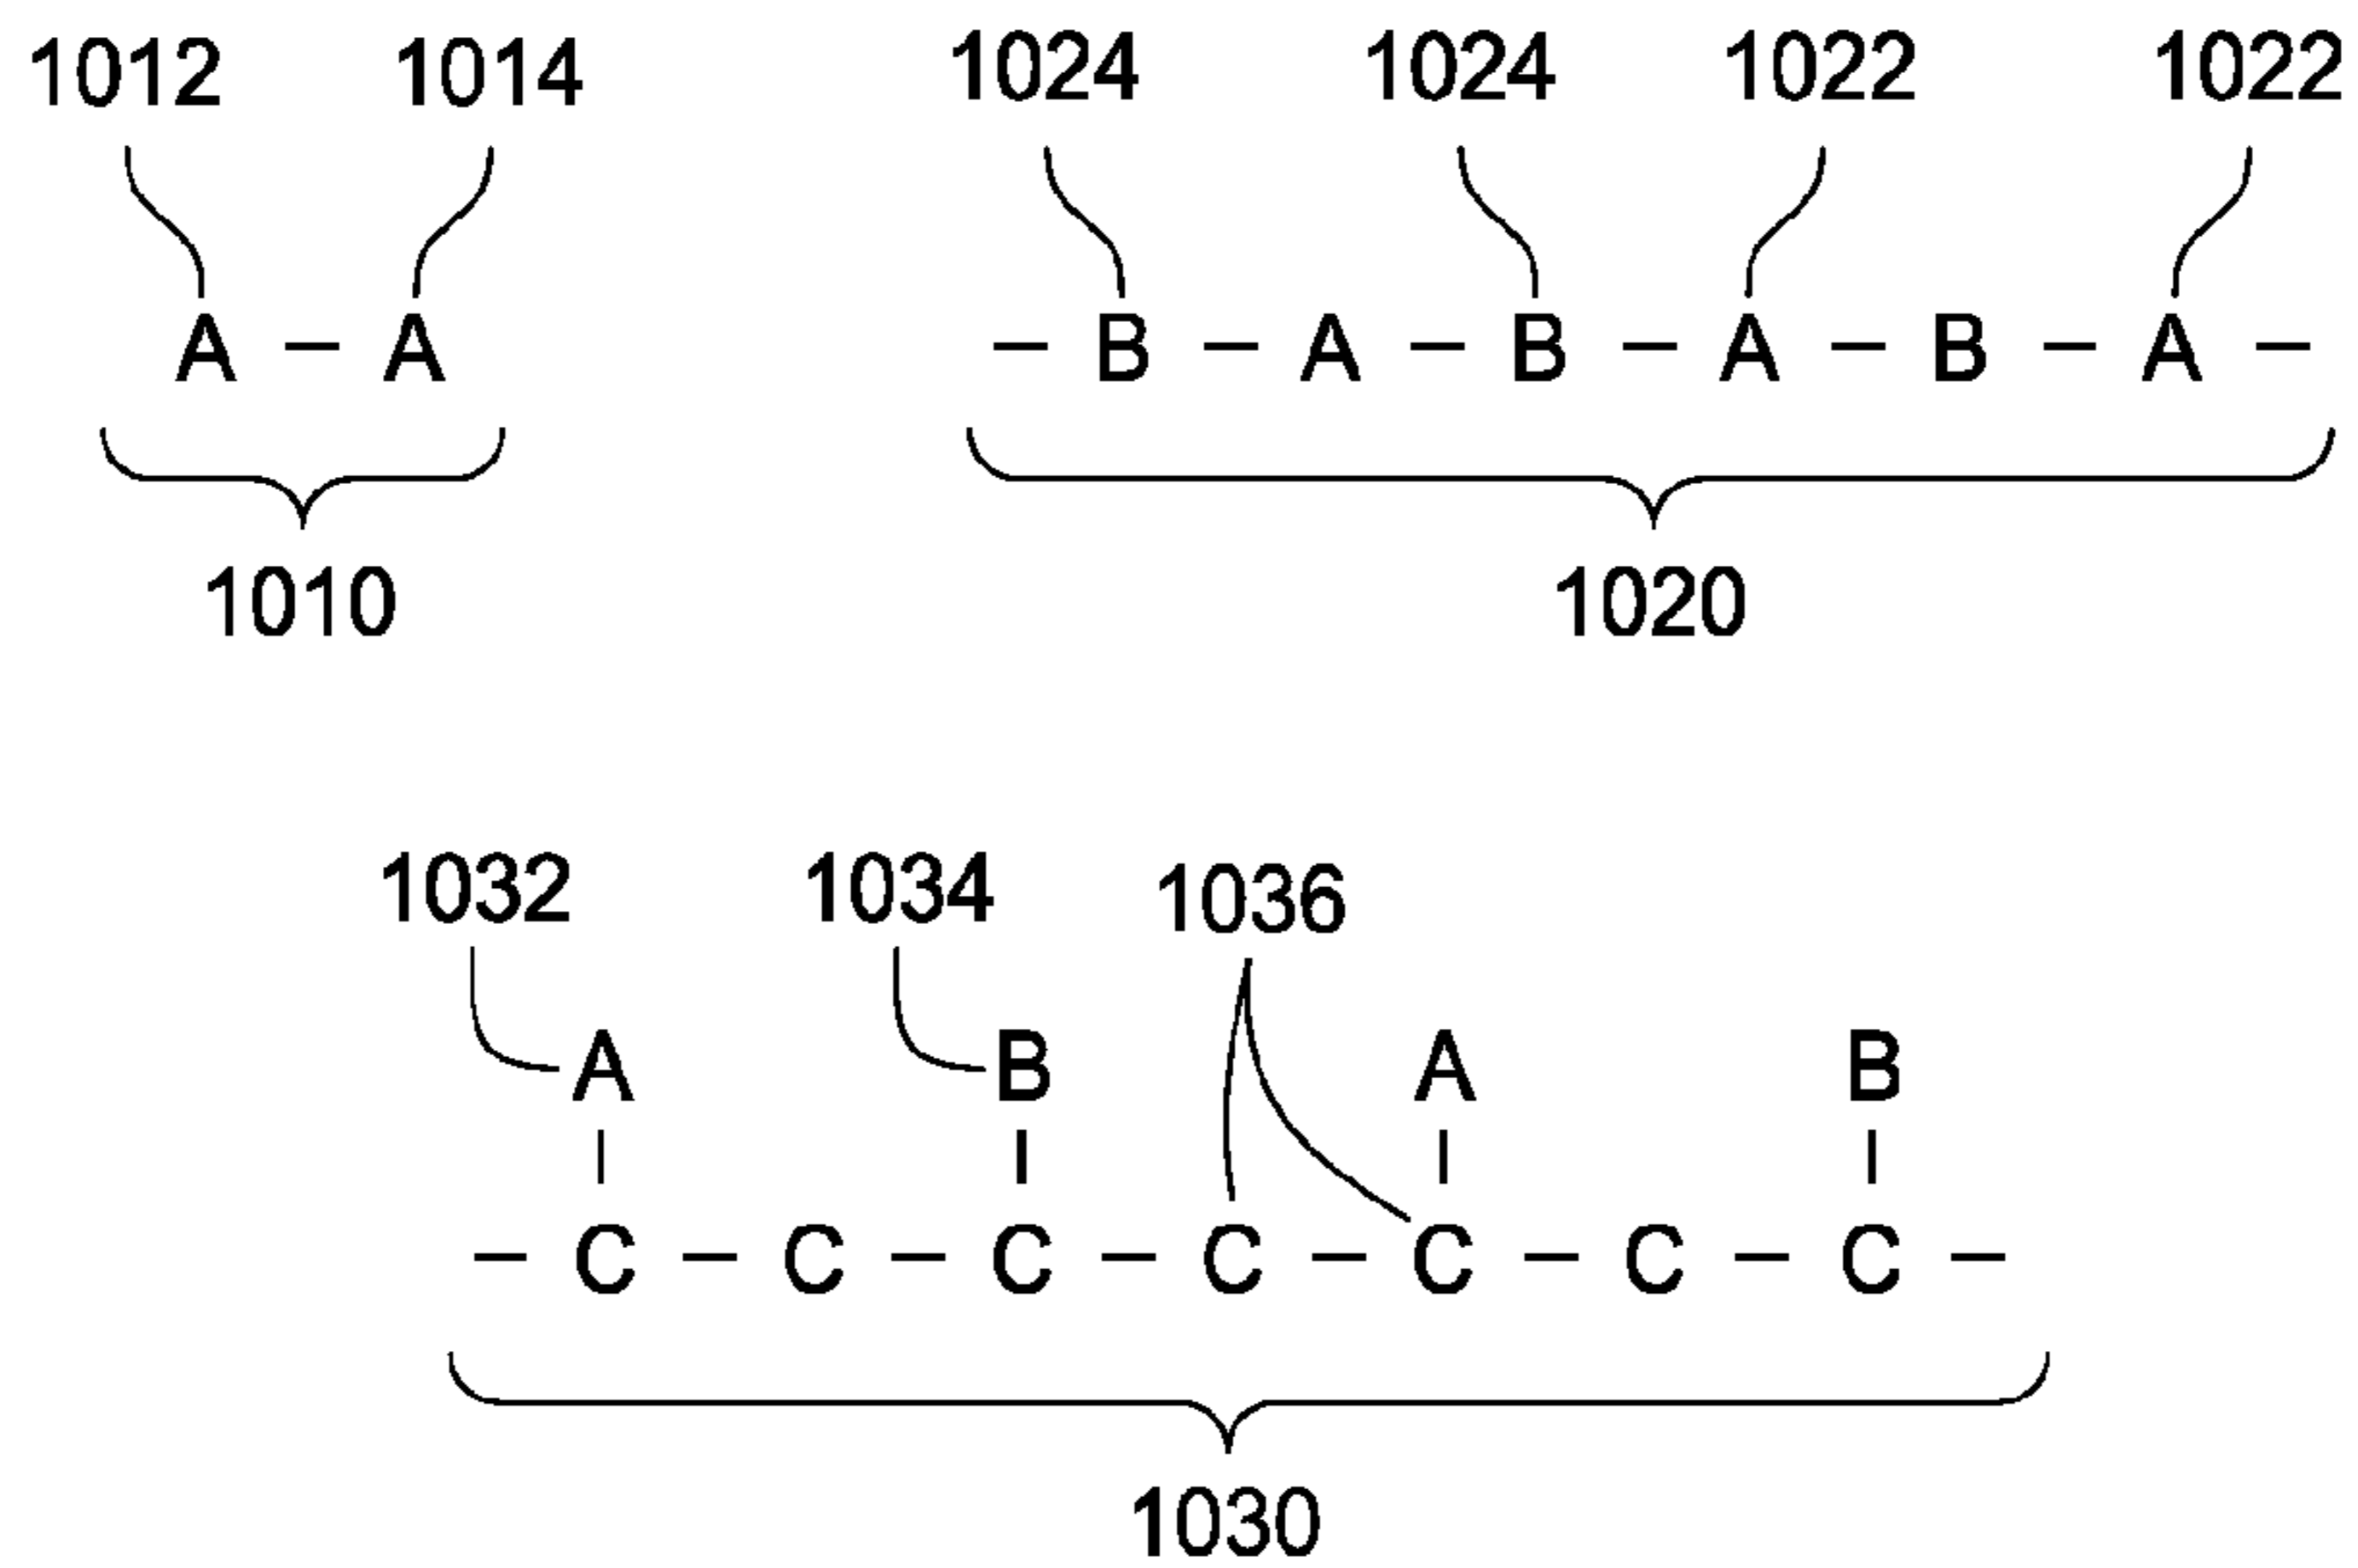 1012 1014 1024 1024 1022 1022
A – A – B – A – B – A – B – A –
1010 1020
1032 1034 1036
A B A B
– C – C – C – C – C – C – C –
1030